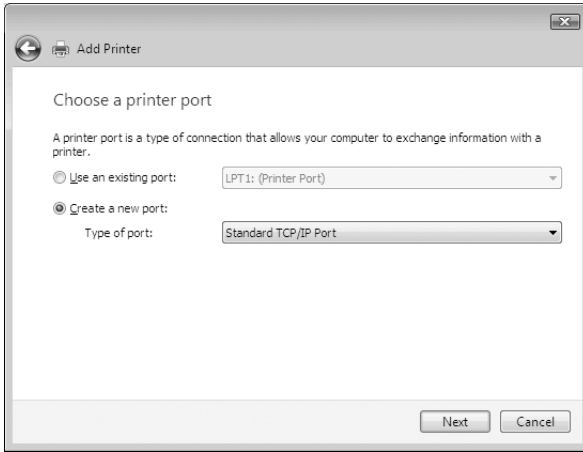 Add Printer
Choose a printer port
A printer port is a type of connection that allows your computer to exchange information with a
printer.
Use an existing port: LPT1: (Printer Port)
Create a new port:
Type of port: Standard TCP/IP Port
Next Cancel